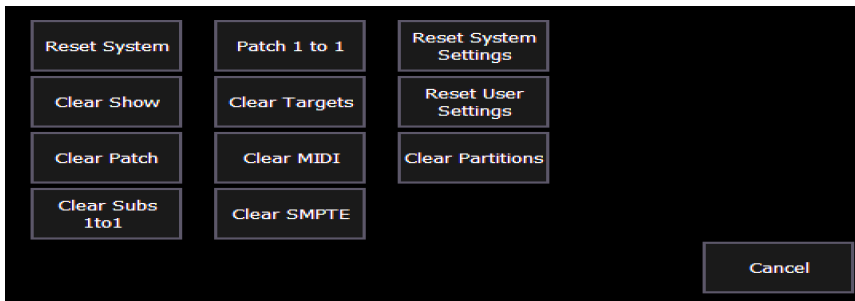 Reset System
Patch 1 to 1
Reset System
Settings
Clear Show
Clear Targets
Reset User
Settings
Clear Patch
Clear MIDI
Clear Partitions
Clear Subs
1to1
Clear SMPTE
Cancel